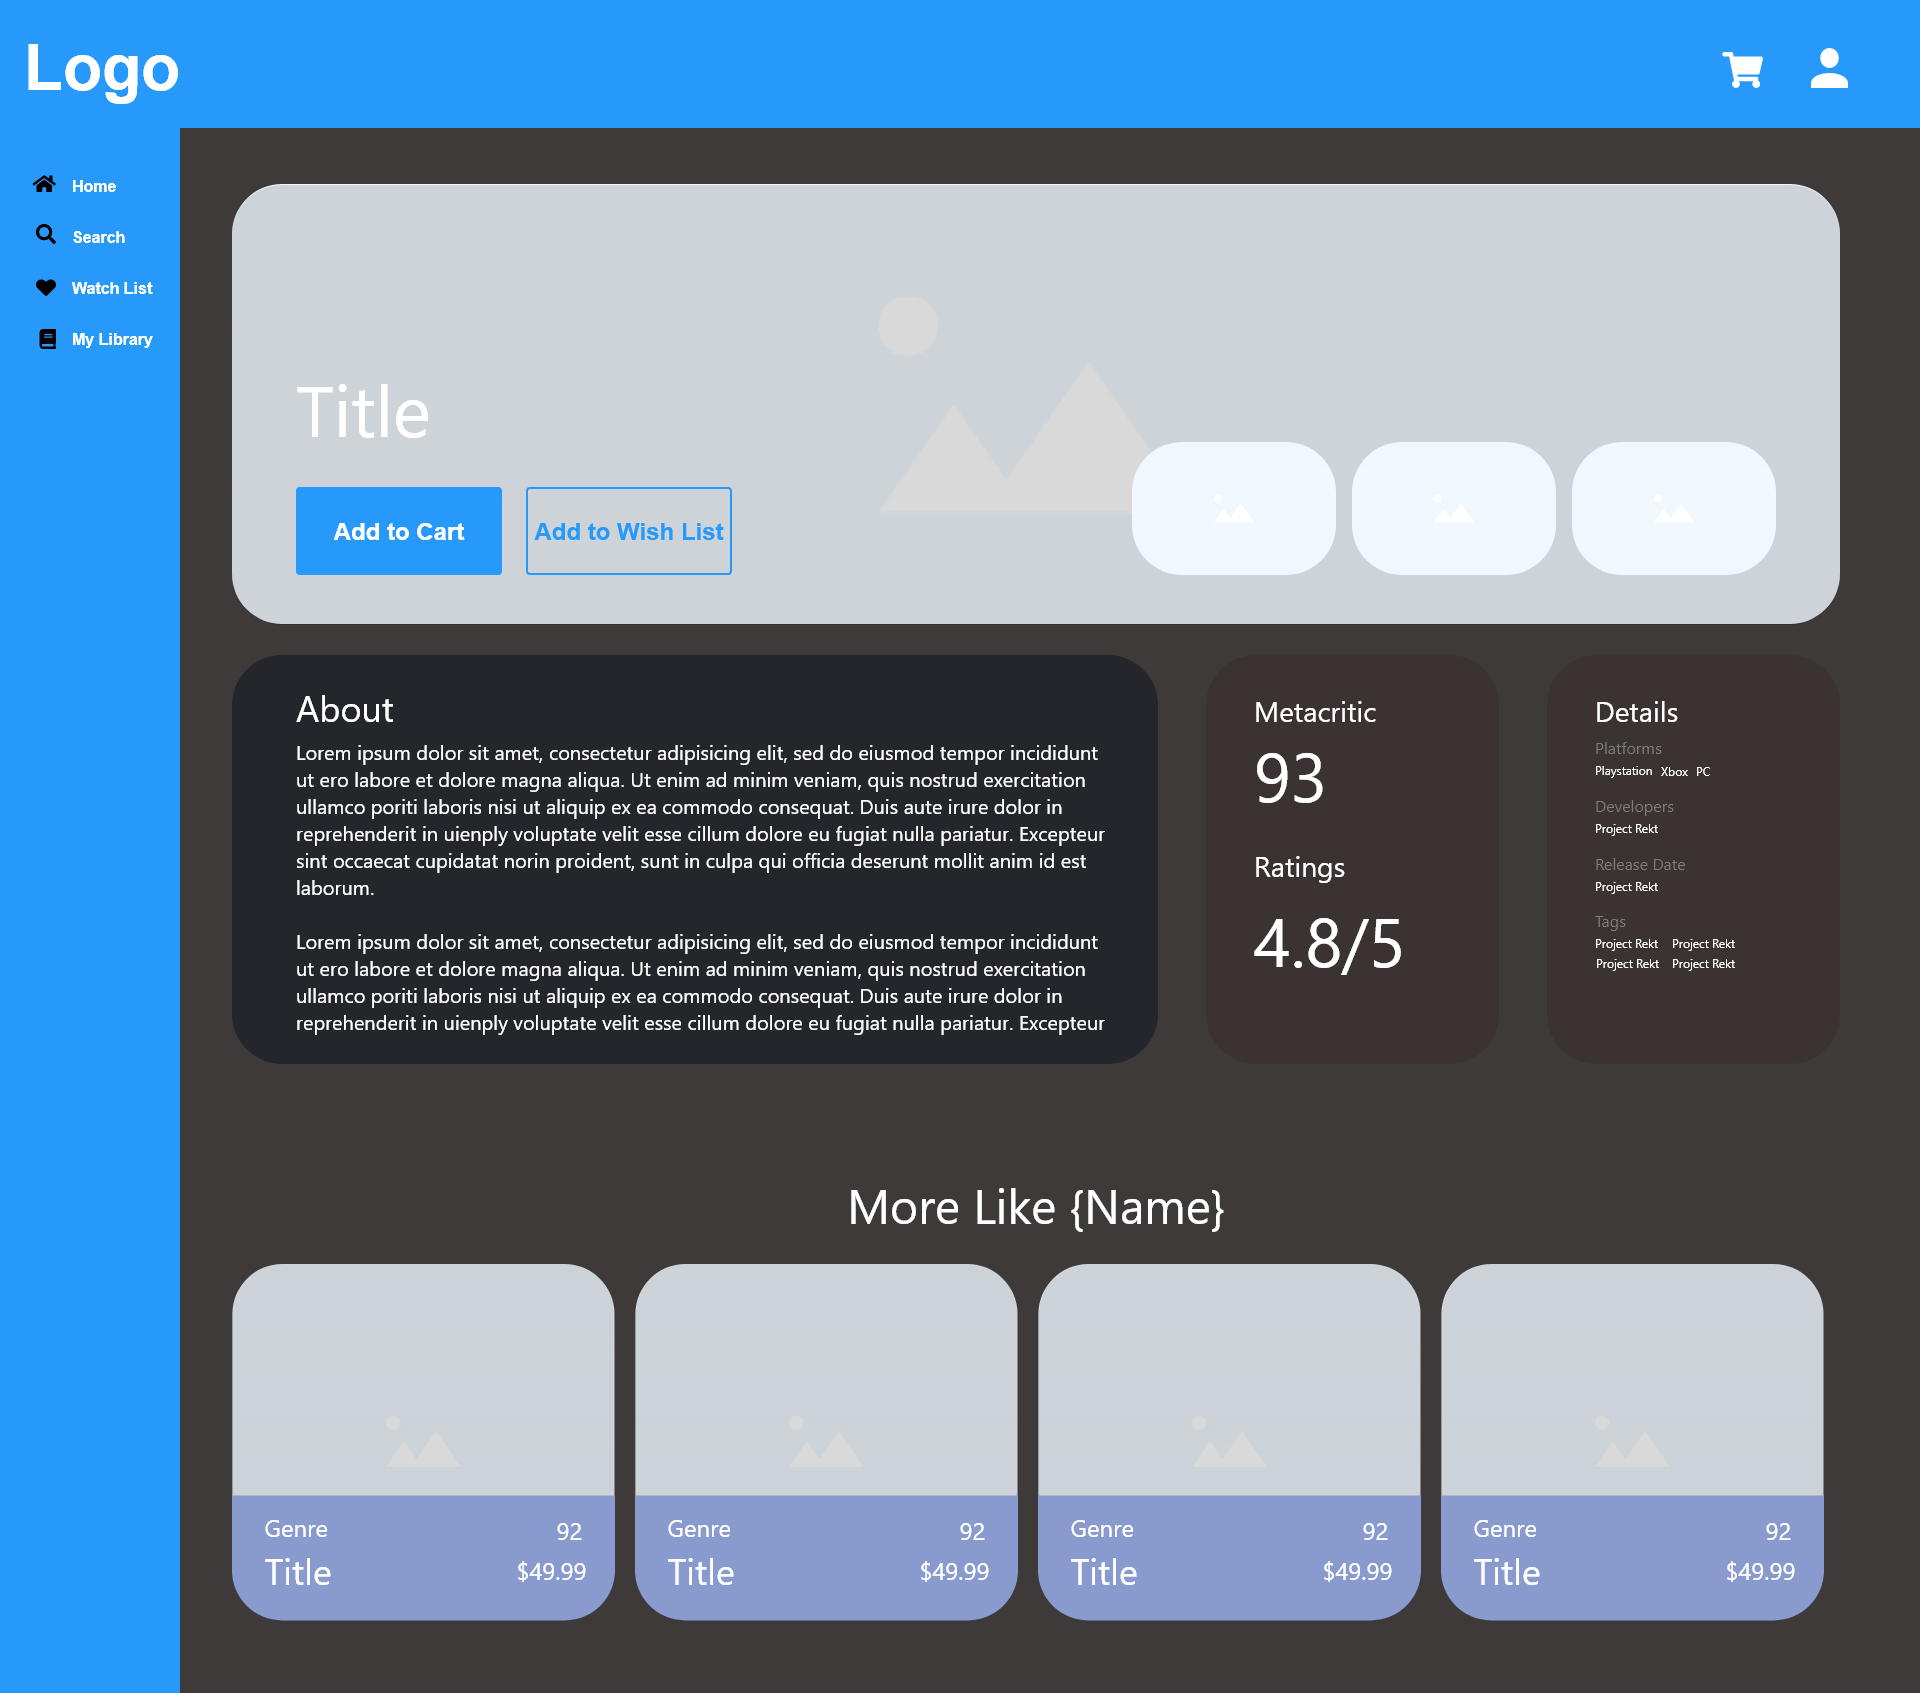 Logo
Home
Search
Watch List
My Library
Title
Add to Cart
Add to Wish List
About
Lorem ipsum dolor sit amet, consectetur adipisicing elit, sed do eiusmod tempor incididunt
ut ero labore et dolore magna aliqua. Ut enim ad minim veniam, quis nostrud exercitation
ullamco poriti laboris nisi ut aliquip ex ea commodo consequat. Duis aute irure dolor in
reprehenderit in uienply voluptate velit esse cillum dolore eu fugiat nulla pariatur. Excepteur
sint occaecat cupidatat norin proident, sunt in culpa qui officia deserunt mollit anim id est
laborum.
Lorem ipsum dolor sit amet, consectetur adipisicing elit, sed do eiusmod tempor incididunt
ut ero labore et dolore magna aliqua. Ut enim ad minim veniam, quis nostrud exercitation
ullamco poriti laboris nisi ut aliquip ex ea commodo consequat. Duis aute irure dolor in
reprehenderit in uienply voluptate velit esse cillum dolore eu fugiat nulla pariatur. Excepteur
Metacritic
93
Ratings
4.8/5
Details
Platforms
Playstation Xbox PC
Developers
Project Rekt
Release Date
Project Rekt
Tags
Project Rekt Project Rekt
Project Rekt Project Rekt
More Like {Name}
Genre 92
Title $49.99
Genre 92
Title $49.99
Genre 92
Title $49.99
Genre 92
Title $49.99